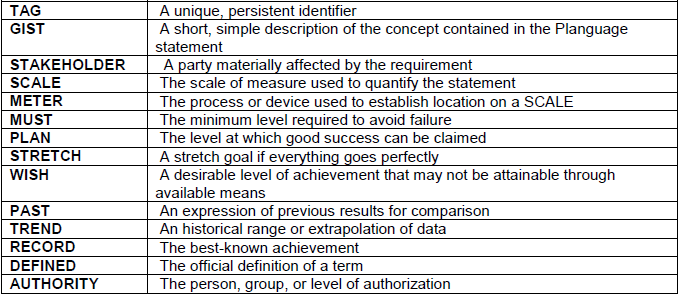 TAG A unique, persistent identifier
GIST A short, simple description of the concept contained in the Planguage
statement
STAKEHOLDER A party materially affected by the requirement
SCALE The scale of measure used to quantify the statement
METER The process or device used to establish location on a SCALE
MUST The minimum level required to avoid failure
PLAN The level at which good success can be claimed
STRETCH A stretch goal if everything goes perfectly
WISH A desirable level of achievement that may not be attainable through
available means
PAST An expression of previous results for comparison
TREND An historical range or extrapolation of data
RECORD The best-known achievement
DEFINED The official definition of a term
AUTHORITY The person, group, or level of authorization